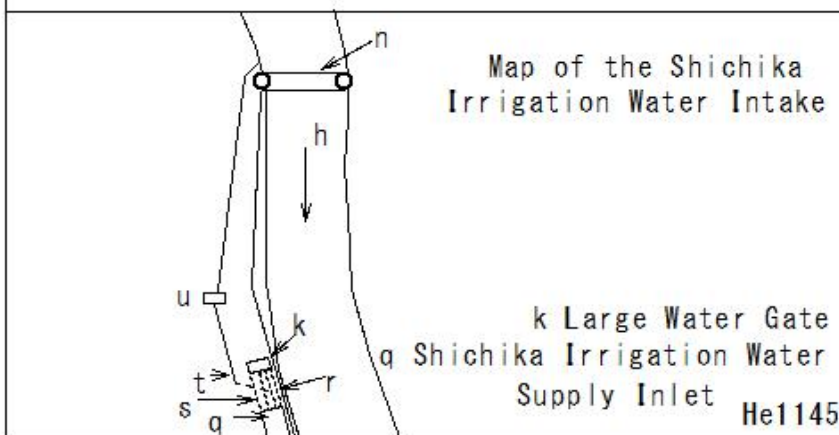 n
Map of the Shichika
Irrigation Water Intake
h
u
k
k Large Water Gate
q Shichika Irrigation Water
Supply Inlet
t
r
s
q
He1145